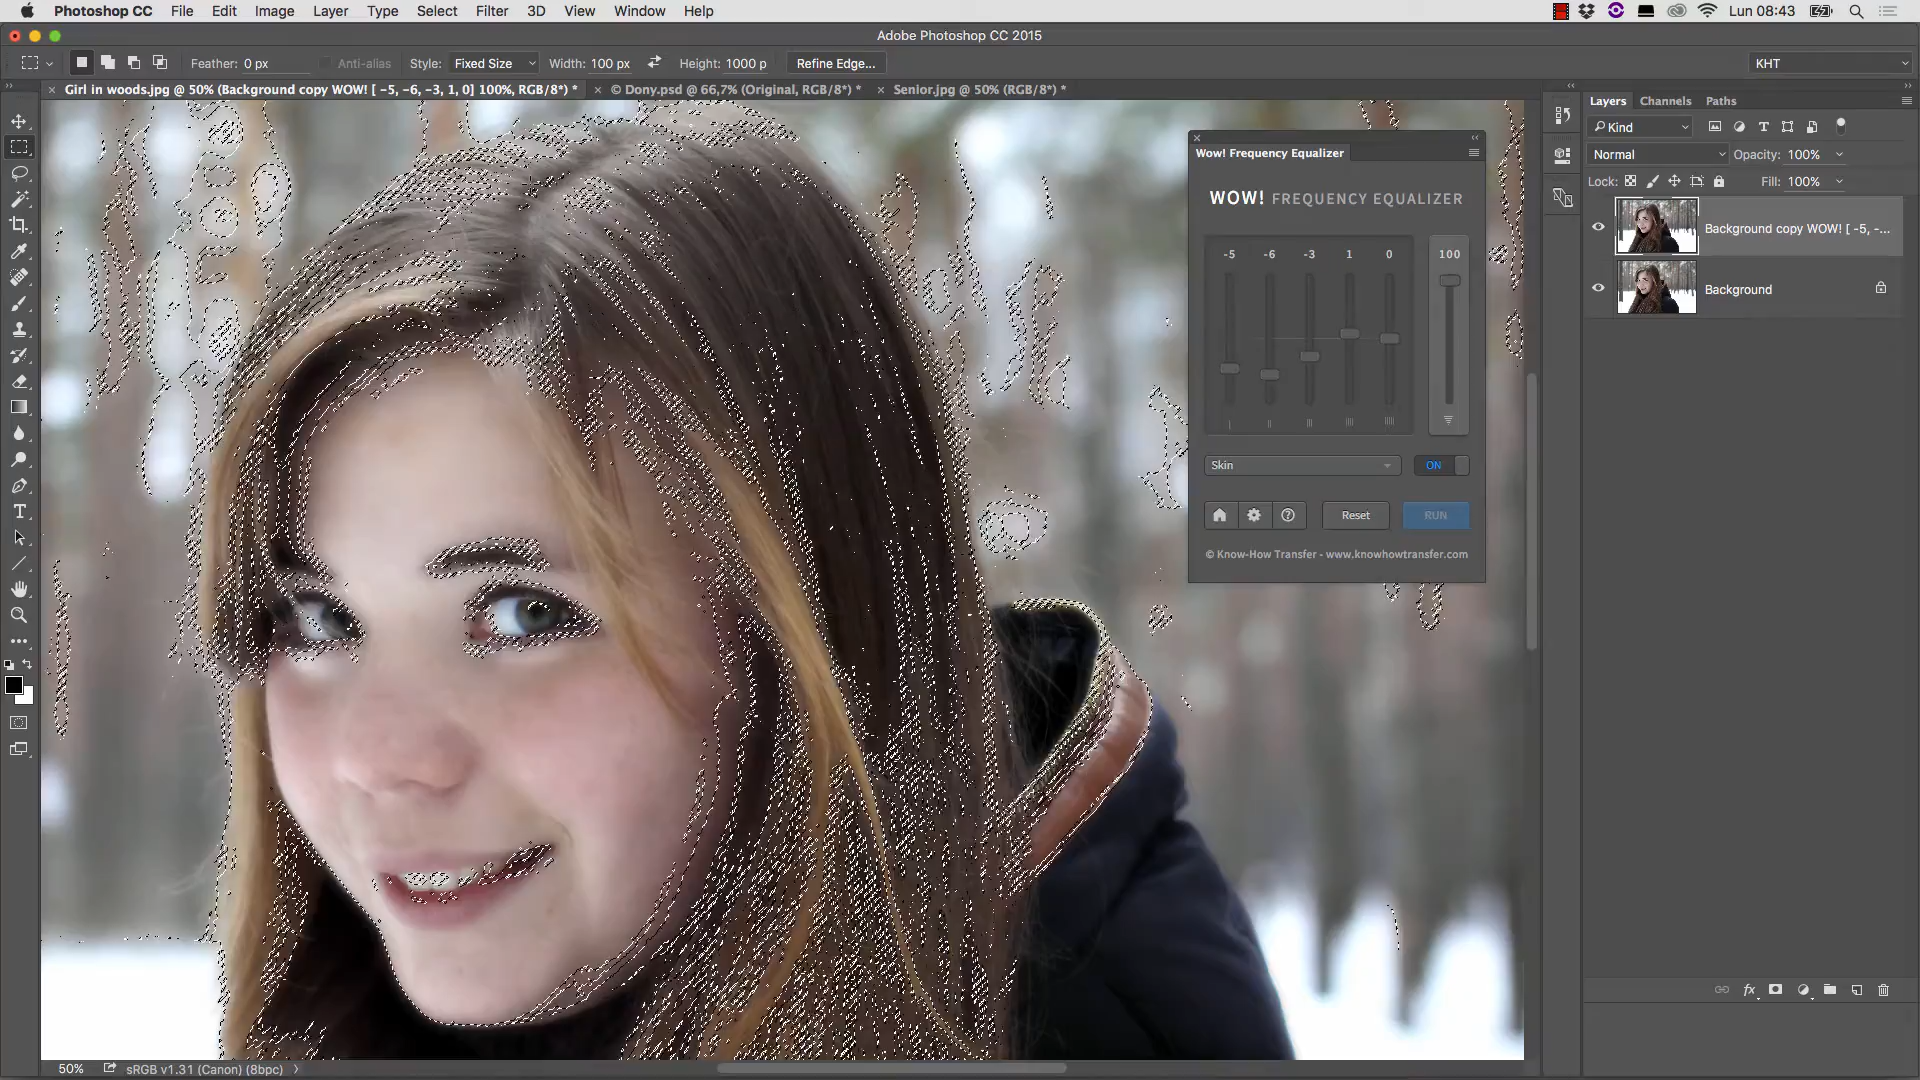 Photoshop CC File Edit Image Layer Type Select Filter 3D View Window Help Lun 08:43
Adobe Photoshop CC 2015
Feather: 0 px Anti-alias Style: Fixed Size Width: 100 px Height: 1000 p Refine Edge... KHT
Girl in woods.jpg @ 50% (Background copy WOW! [ -5, -6, -3, 1, 0] 100%, RGB/8*) * © Dony.psd @ 66,7% (Original, RGB/8*) * Senior.jpg @ 50% (RGB/8*) *
Layers Channels Paths
Kind
Normal Opacity: 100%
Lock: Fill: 100%
Background copy WOW! [ -5, -...
Background
Wow! Frequency Equalizer
WOW! FREQUENCY EQUALIZER
-5 -6 -3 1 0 100
Skin ON
Reset RUN
© Know-How Transfer - www.knowhowtransfer.com
50% sRGB v1.31 (Canon) (8bpc)